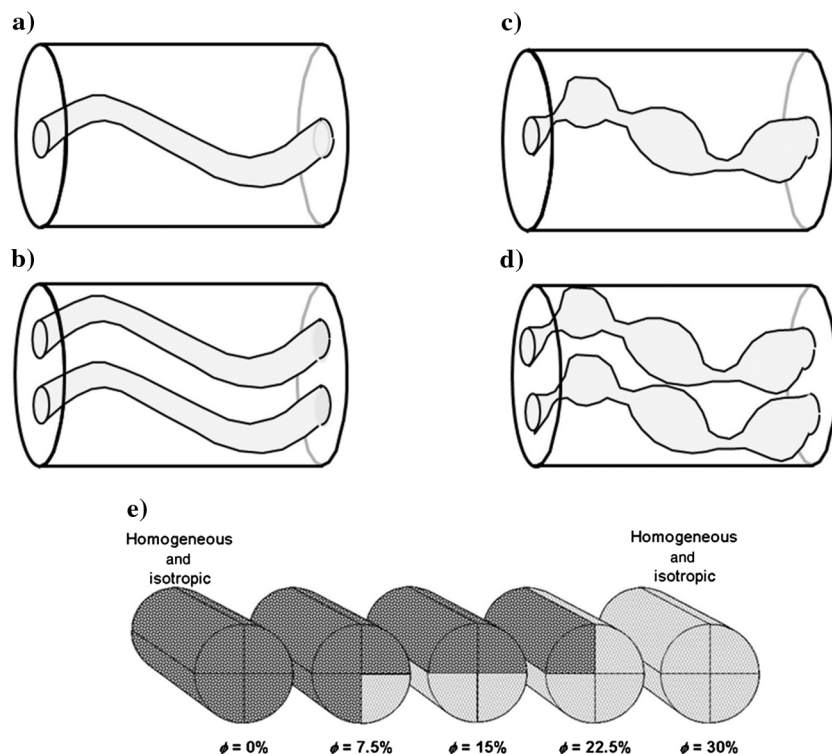 a)
c)
b)
d)
e)
Homogeneous
and
isotropic
Homogeneous
and
isotropic
ϕ = 0%
ϕ = 7.5%
ϕ = 15%
ϕ = 22.5%
ϕ = 30%